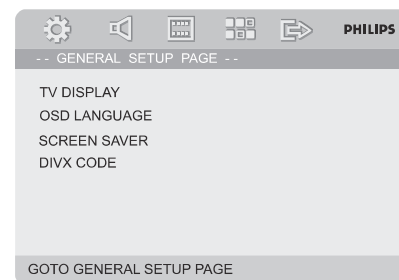 PHILIPS
-- GENERAL SETUP PAGE --
TV DISPLAY
OSD LANGUAGE
SCREEN SAVER
DIVX CODE
GOTO GENERAL SETUP PAGE